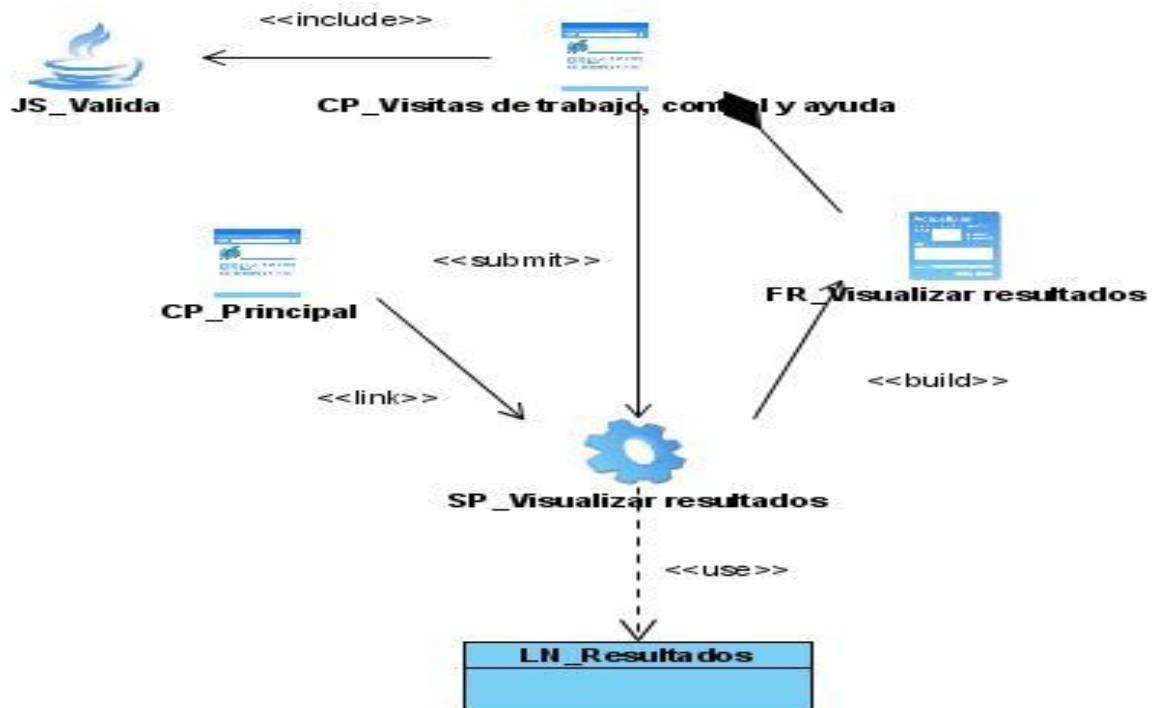 <<include>>
JS_Valida
CP_Visitas de trabajo, control y ayuda
<<submit>>
CP_Principal
FR_Visualizar resultados
<<link>>
<<build>>
SP_Visualizar resultados
<<use>>
LN_Resultados